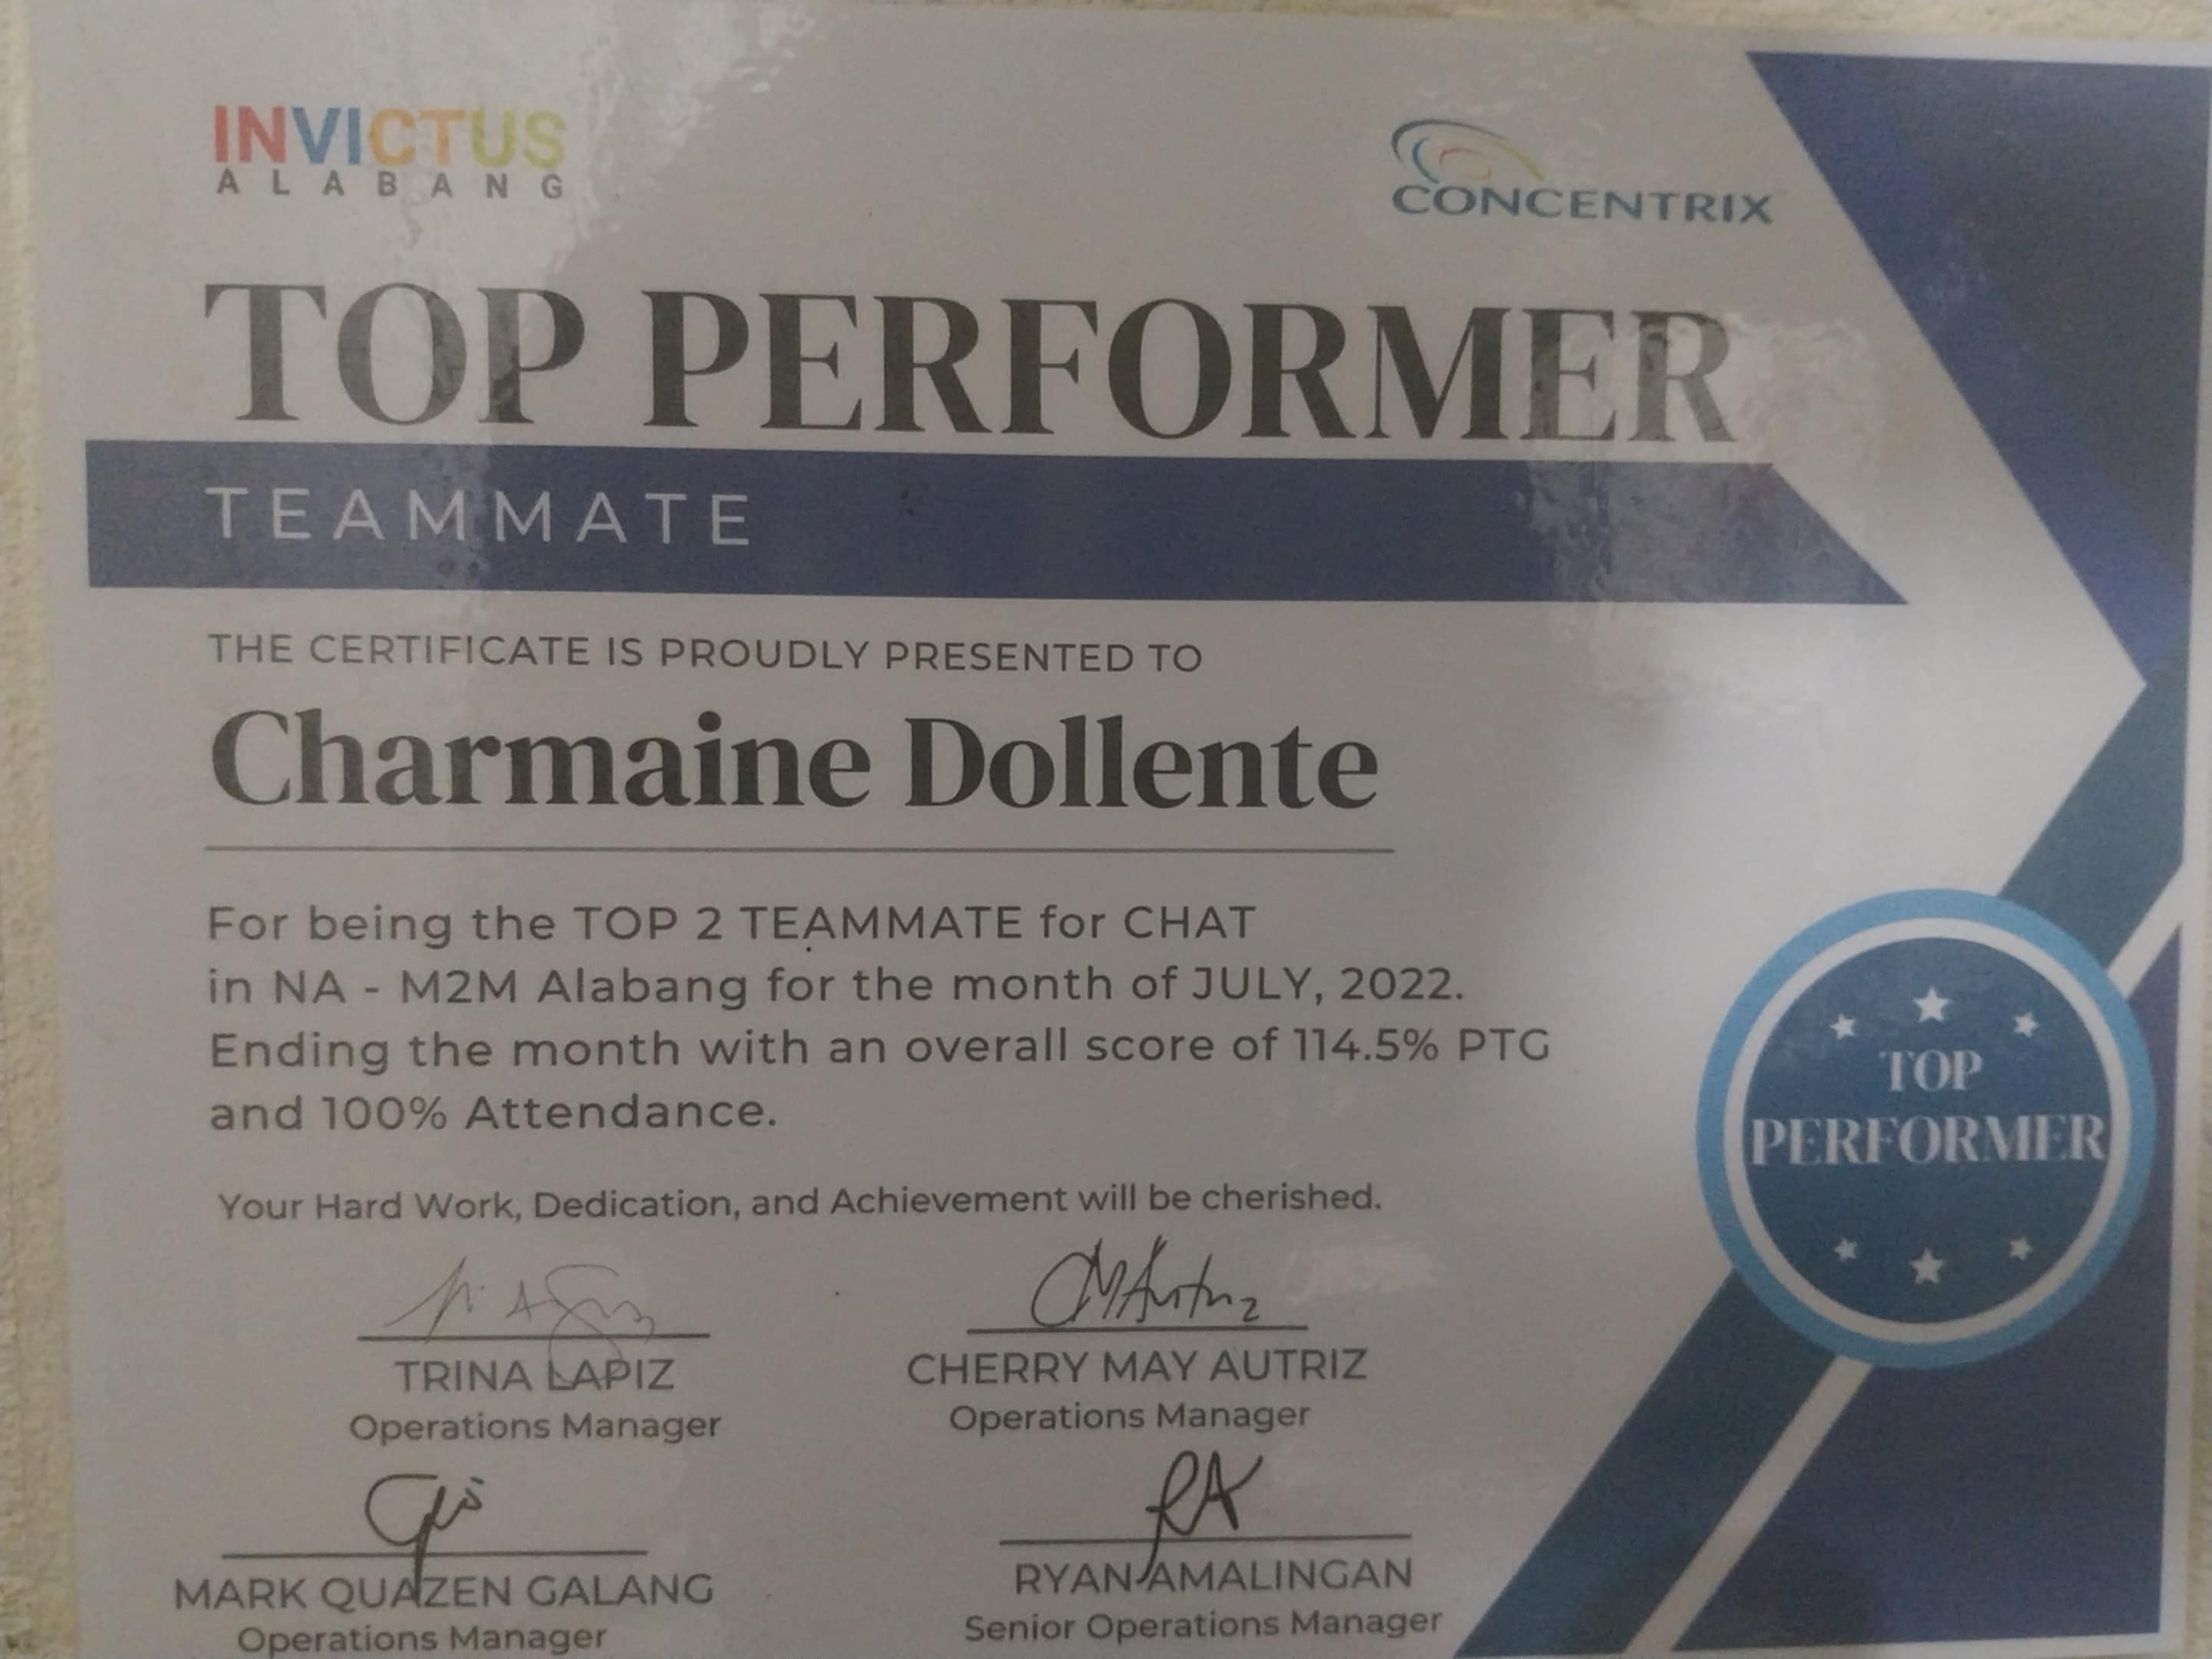 INVICTUS
ALABANG
CONCENTRIX
TOP PERFORMER
TEAMMATE
THE CERTIFICATE IS PROUDLY PRESENTED TO
Charmaine Dollente
For being the TOP 2 TEAMMATE for CHAT
in NA - M2M Alabang for the month of JULY, 2022.
Ending the month with an overall score of 114.5% PTG
and 100% Attendance.
Your Hard Work, Dedication, and Achievement will be cherished.
TOP
PERFORMER
TRINA LAPIZ
Operations Manager
CHERRY MAY AUTRIZ
Operations Manager
MARK QUAZEN GALANG
Operations Manager
RYAN AMALINGAN
Senior Operations Manager